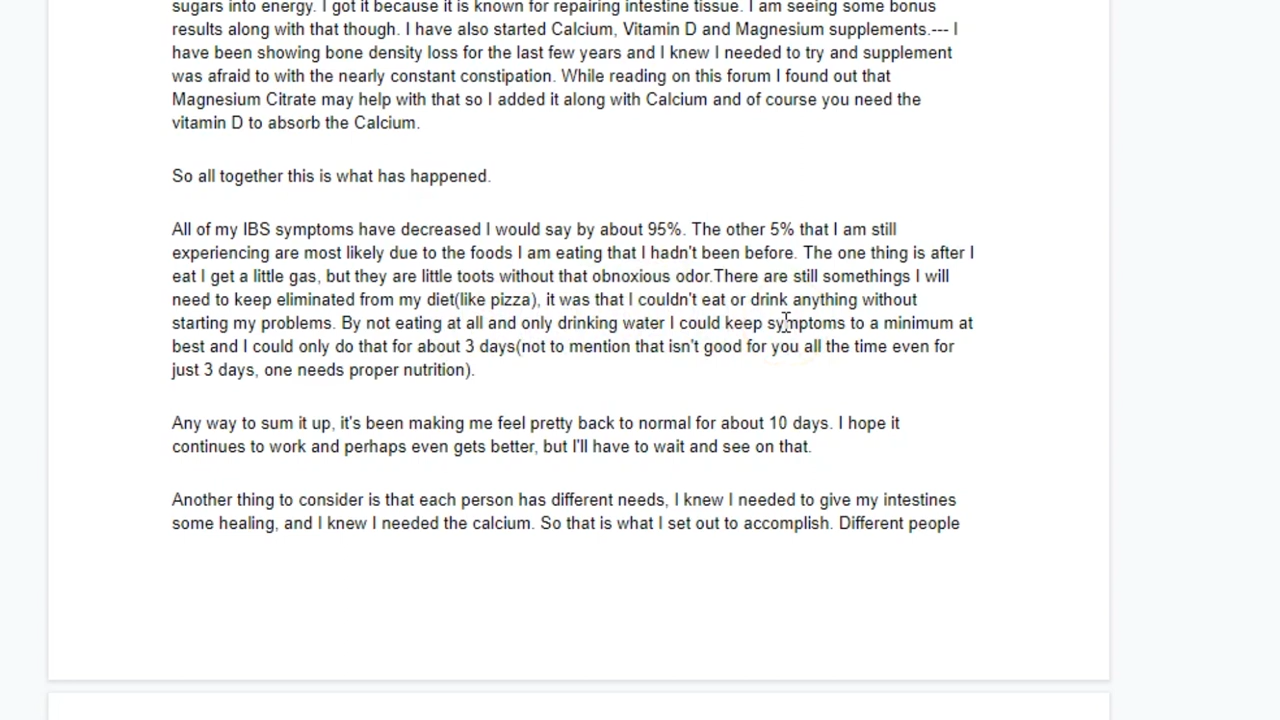 sugars into energy. I got it because it is known for repairing intestine tissue. I am seeing some bonus
results along with that though. I have also started Calcium, Vitamin D and Magnesium supplements.--- I
have been showing bone density loss for the last few years and I knew I needed to try and supplement
was afraid to with the nearly constant constipation. While reading on this forum I found out that
Magnesium Citrate may help with that so I added it along with Calcium and of course you need the
vitamin D to absorb the Calcium.
So all together this is what has happened.
All of my IBS symptoms have decreased I would say by about 95%. The other 5% that I am still
experiencing are most likely due to the foods I am eating that I hadn't been before. The one thing is after I
eat I get a little gas, but they are little toots without that obnoxious odor.There are still somethings I will
need to keep eliminated from my diet(like pizza), it was that I couldn't eat or drink anything without
starting my problems. By not eating at all and only drinking water I could keep symptoms to a minimum at
best and I could only do that for about 3 days(not to mention that isn't good for you all the time even for
just 3 days, one needs proper nutrition).
Any way to sum it up, it's been making me feel pretty back to normal for about 10 days. I hope it
continues to work and perhaps even gets better, but I'll have to wait and see on that.
Another thing to consider is that each person has different needs, I knew I needed to give my intestines
some healing, and I knew I needed the calcium. So that is what I set out to accomplish. Different people